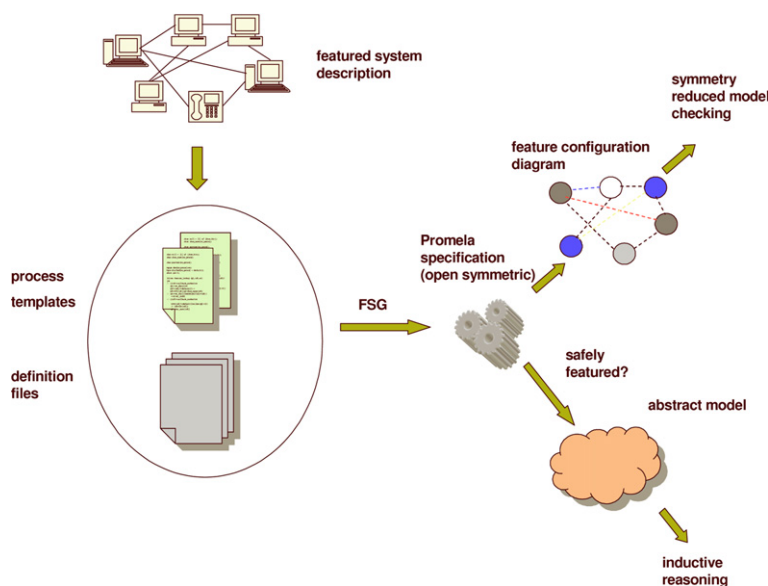 featured system
description
symmetry
reduced model
checking
feature configuration
diagram
Promela
specification
(open symmetric)
process
templates
FSG
definition
files
safely
featured?
abstract model
inductive
reasoning